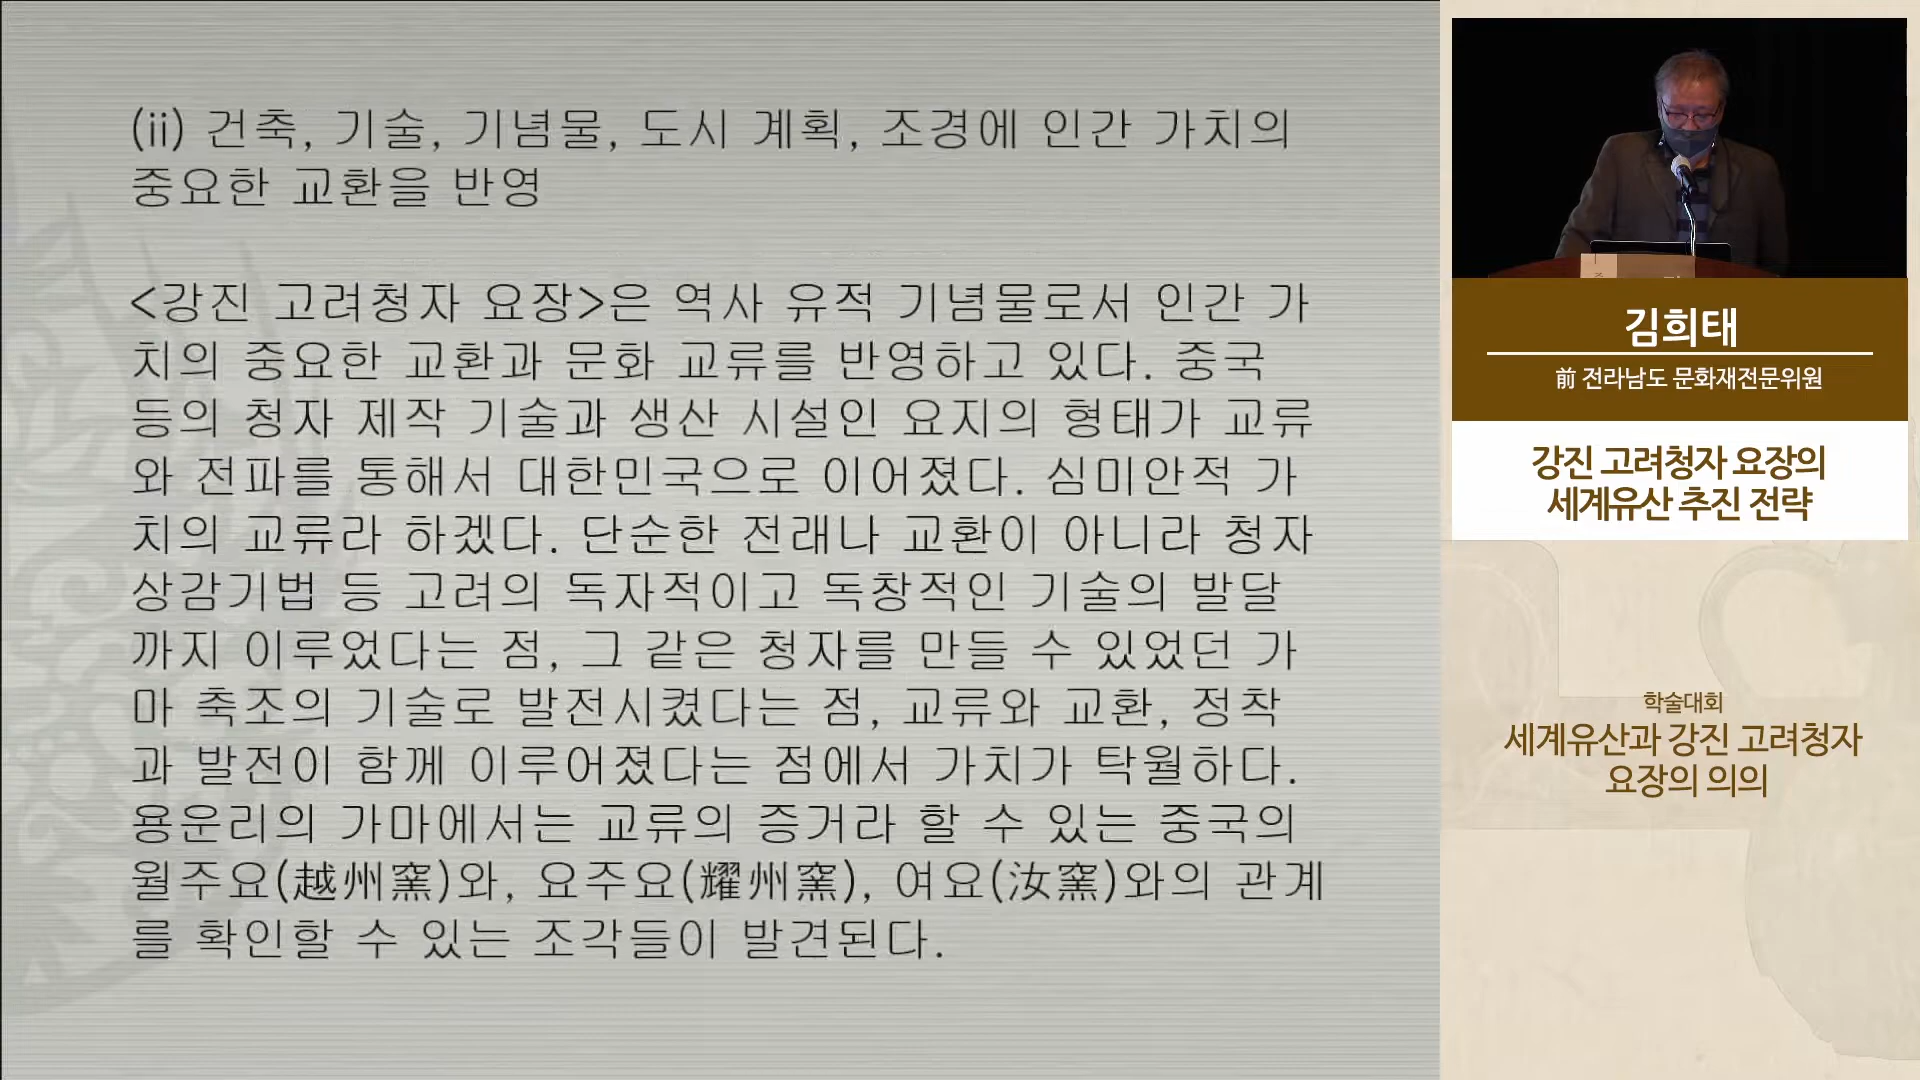 (ii) 건축, 기술, 기념물, 도시 계획, 조경에 인간 가치의
중요한 교환을 반영
<강진 고려청자 요장>은 역사 유적 기념물로서 인간 가
치의 중요한 교환과 문화 교류를 반영하고 있다. 중국
등의 청자 제작 기술과 생산 시설인 요지의 형태가 교류
와 전파를 통해서 대한민국으로 이어졌다. 심미안적 가
치의 교류라 하겠다. 단순한 전래나 교환이 아니라 청자
상감기법 등 고려의 독자적이고 독창적인 기술의 발달
까지 이루었다는 점, 그 같은 청자를 만들 수 있었던 가
마 축조의 기술로 발전시켰다는 점, 교류와 교환, 정착
과 발전이 함께 이루어졌다는 점에서 가치가 탁월하다.
용운리의 가마에서는 교류의 증거라 할 수 있는 중국의
월주요(越州窯)와, 요주요(耀州窯), 여요(汝窯)와의 관계
를 확인할 수 있는 조각들이 발견된다.
김희태
前 전라남도 문화재전문위원
강진 고려청자 요장의
세계유산 추진 전략
학술대회
세계유산과 강진 고려청자
요장의 의의